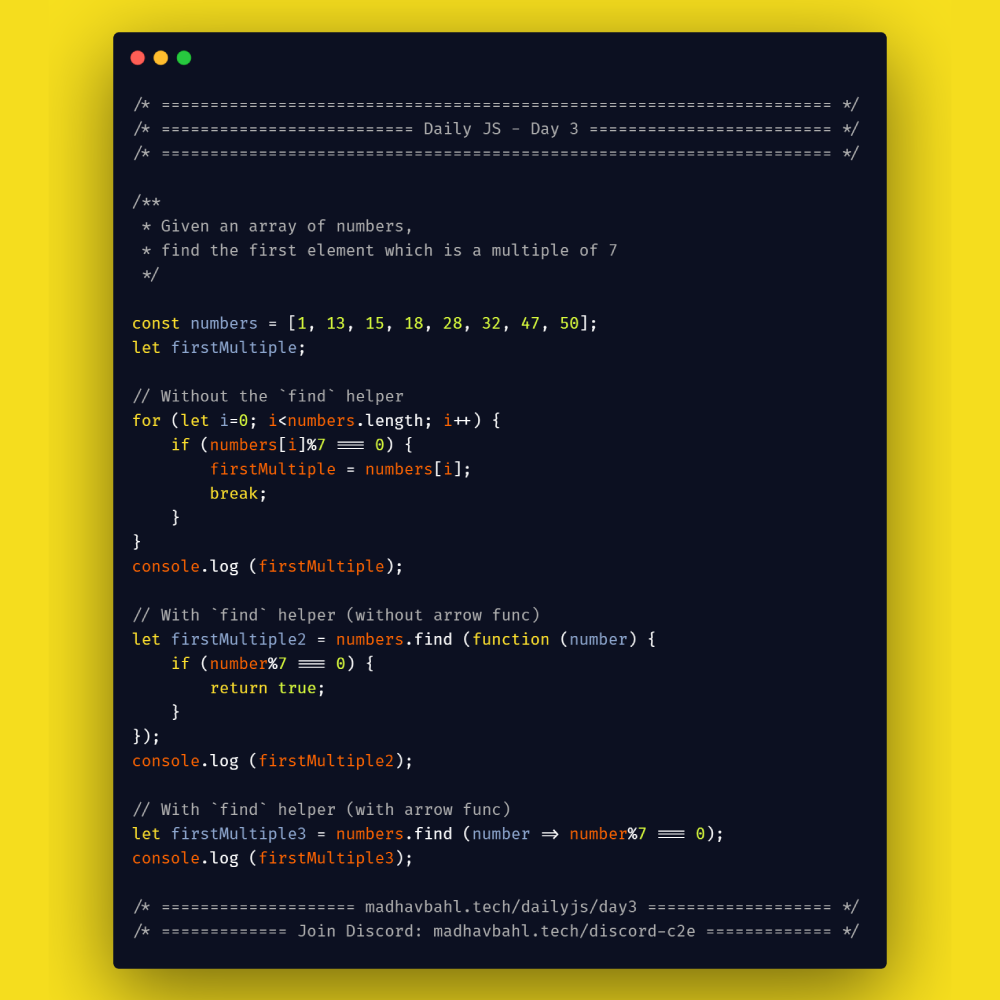 /* ===================================================================== */
/* ========================== Daily JS - Day 3 ========================= */
/* ===================================================================== */
/**
 * Given an array of numbers,
 * find the first element which is a multiple of 7
 */
const numbers = [1, 13, 15, 18, 28, 32, 47, 50];
let firstMultiple;
// Without the `find` helper
for (let i=0; i<numbers.length; i++) {
    if (numbers[i]%7 === 0) {
        firstMultiple = numbers[i];
        break;
    }
}
console.log (firstMultiple);
// With `find` helper (without arrow func)
let firstMultiple2 = numbers.find (function (number) {
    if (number%7 === 0) {
        return true;
    }
});
console.log (firstMultiple2);
// With `find` helper (with arrow func)
let firstMultiple3 = numbers.find (number => number%7 === 0);
console.log (firstMultiple3);
/* ==================== madhavbahl.tech/dailyjs/day3 =================== */
/* ============= Join Discord: madhavbahl.tech/discord-c2e ============= */